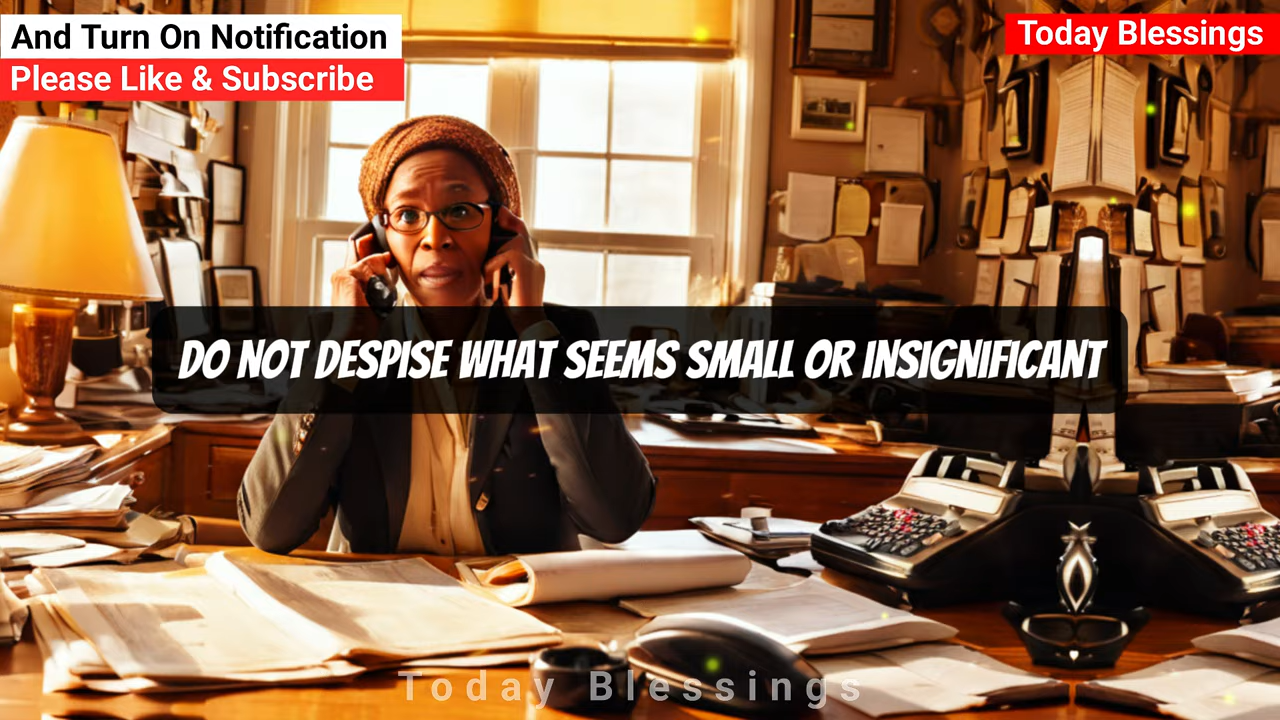 And Turn On Notification
Please Like & Subscribe
Today Blessings
DO NOT DESPISE WHAT SEEMS SMALL OR INSIGNIFICANT
Today Blessings